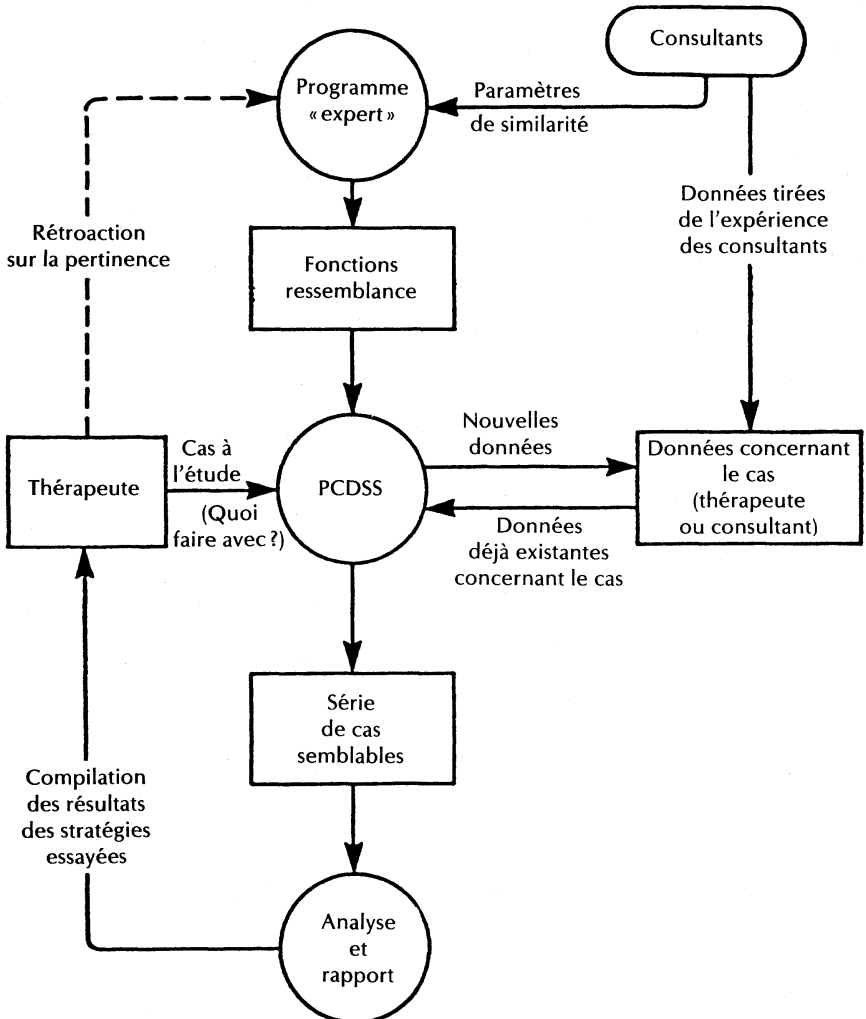 Consultants
Programme
« expert »
Paramètres
de similarité
Données tirées
de l'expérience
des consultants
Rétroaction
sur la pertinence
Fonctions
ressemblance
Thérapeute
Cas à
l'étude
(Quoi
faire avec ?)
PCDSS
Nouvelles
données
Données
déjà existantes
concernant le cas
Données concernant
le cas
(thérapeute
ou consultant)
Série
de cas
semblables
Compilation
des résultats
des stratégies
essayées
Analyse
et
rapport